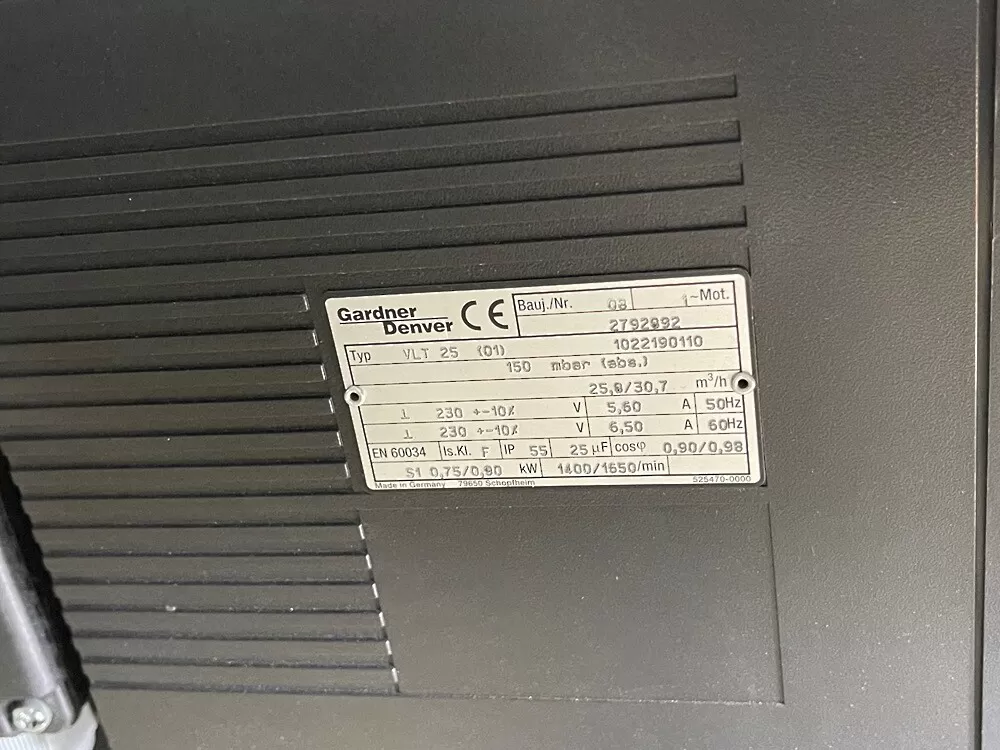 Gardner Denver CE Bauj./Nr. 08 1~Mot.
2792992
Typ VLT 25 (01) 1022190110
150 mbar (abs.)
25,9/30,7 m³/h
⊥ 230 +-10% V 5,60 A 50Hz
⊥ 230 +-10% V 6,50 A 60Hz
EN 60034 Is.Kl. F IP 55 25 µF cosφ 0,90/0,98
S1 0,75/0,90 kW 1400/1650/min
Made in Germany 79650 Schopfheim 525470-0000